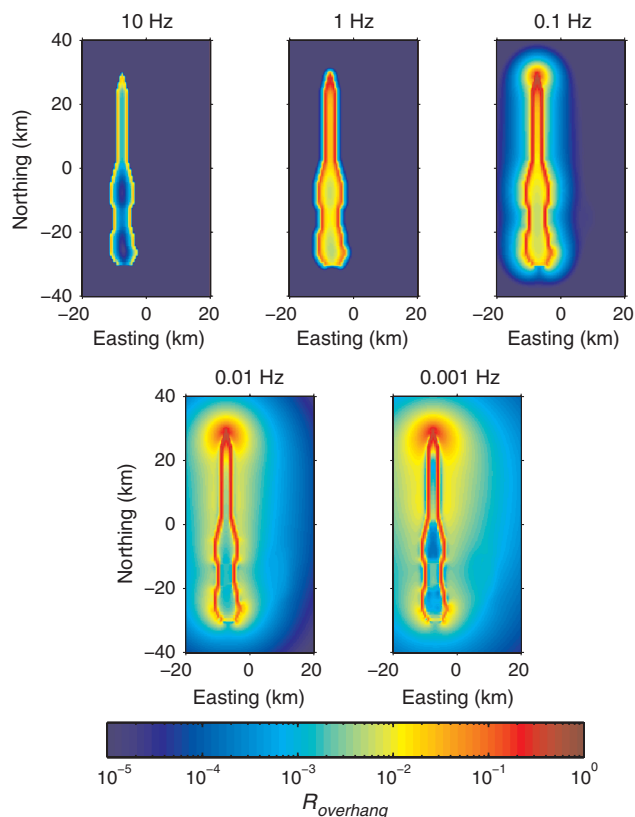 10 Hz
1 Hz
0.1 Hz
40
20
0
−20
−40
Northing (km)
−20 0 20
−20 0 20
−20 0 20
Easting (km)
Easting (km)
Easting (km)
0.01 Hz
0.001 Hz
40
20
0
−20
−40
Northing (km)
−20 0 20
−20 0 20
Easting (km)
Easting (km)
10⁻⁵ 10⁻⁴ 10⁻³ 10⁻² 10⁻¹ 10⁰
R_overhang